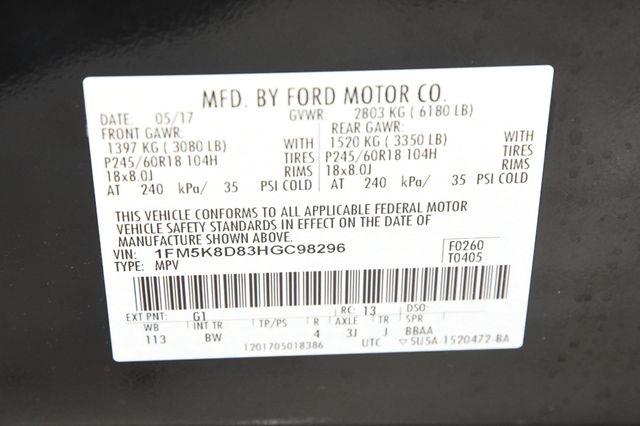 MFD. BY FORD MOTOR CO.
DATE: 05/17 GVWR: 2803 KG ( 6180 LB)
FRONT GAWR: REAR GAWR:
1397 KG ( 3080 LB) WITH 1520 KG ( 3350 LB) WITH
P245/60R18 104H TIRES P245/60R18 104H TIRES
18x8.0J RIMS 18x8.0J RIMS
AT 240 kPa/ 35 PSI COLD AT 240 kPa/ 35 PSI COLD
THIS VEHICLE CONFORMS TO ALL APPLICABLE FEDERAL MOTOR
VEHICLE SAFETY STANDARDS IN EFFECT ON THE DATE OF
MANUFACTURE SHOWN ABOVE.
VIN: 1FM5K8D83HGC98296 F0260
TYPE: MPV T0405
EXT PNT: G1 RC: 13 DSO:
WB INT TR TP/PS R AXLE TR SPR
113 BW 4 3J J BBAA
1201705018386 UTC ▽5U5A-1520472-BA